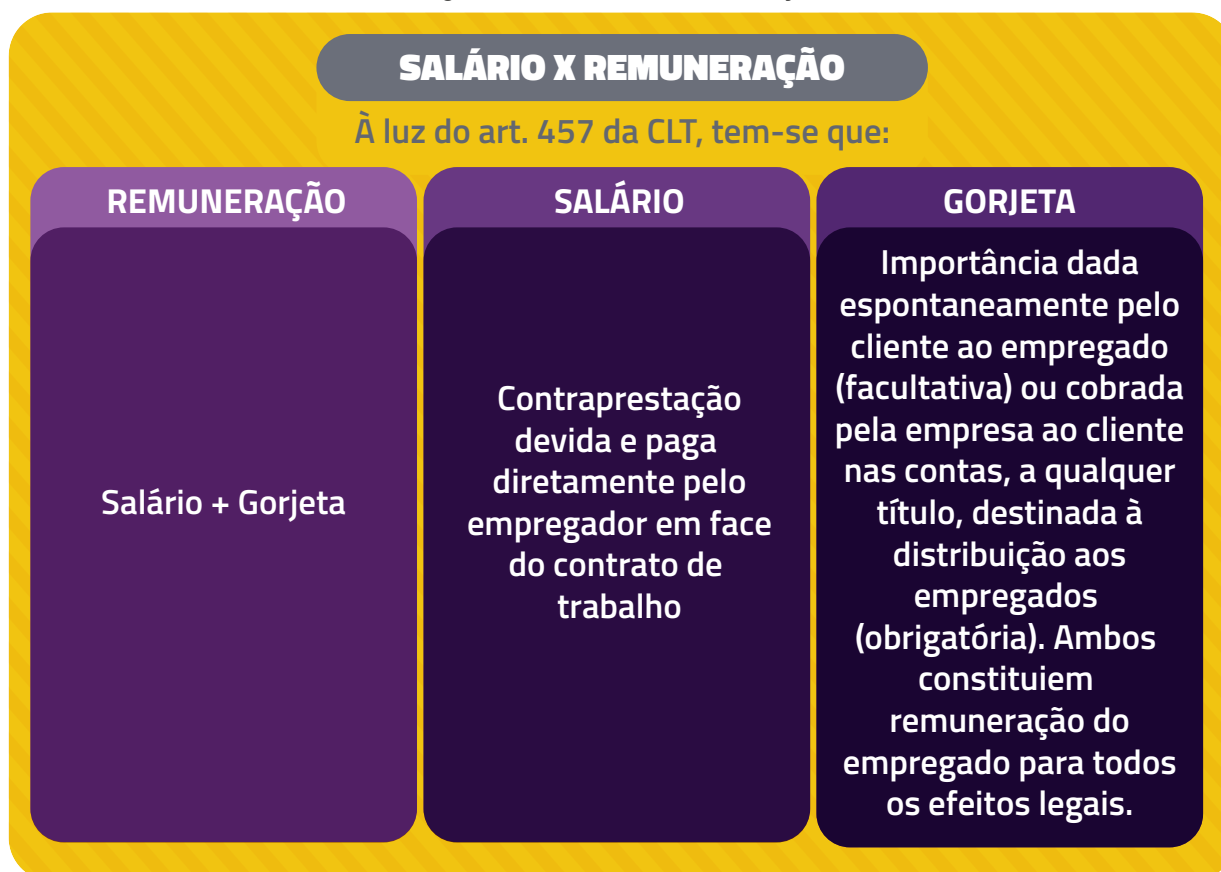 SALÁRIO X REMUNERAÇÃO
À luz do art. 457 da CLT, tem-se que:
REMUNERAÇÃO
Salário + Gorjeta
SALÁRIO
Contraprestação
devida e paga
diretamente pelo
empregador em face
do contrato de
trabalho
GORJETA
Importância dada
espontaneamente pelo
cliente ao empregado
(facultativa) ou cobrada
pela empresa ao cliente
nas contas, a qualquer
título, destinada à
distribuição aos
empregados
(obrigatória). Ambos
constituiem
remuneração do
empregado para todos
os efeitos legais.